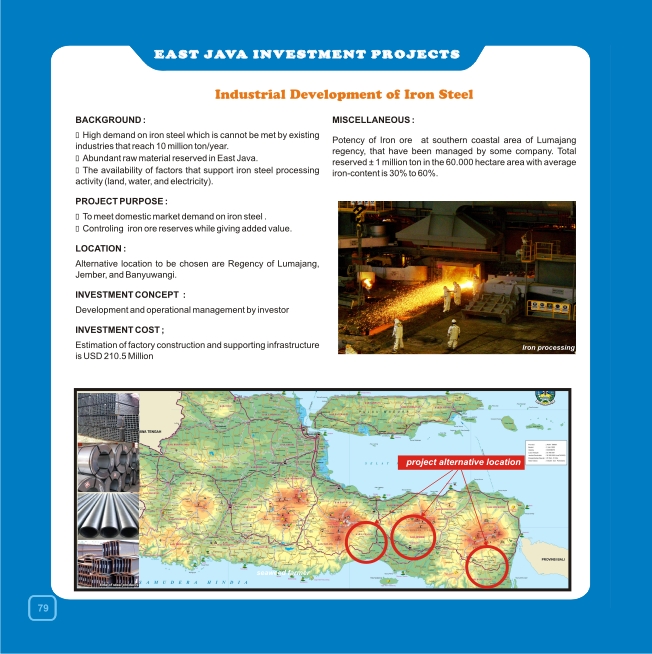 EAST JAVA INVESTMENT PROJECTS
Industrial Development of Iron Steel
BACKGROUND :
▯ High demand on iron steel which is cannot be met by existing
industries that reach 10 million ton/year.
▯ Abundant raw material reserved in East Java.
▯ The availability of factors that support iron steel processing
activity (land, water, and electricity).
PROJECT PURPOSE :
▯ To meet domestic market demand on iron steel .
▯ Controling iron ore reserves while giving added value.
LOCATION :
Alternative location to be chosen are Regency of Lumajang,
Jember, and Banyuwangi.
INVESTMENT CONCEPT :
Development and operational management by investor
INVESTMENT COST ;
Estimation of factory construction and supporting infrastructure
is USD 210.5 Million
MISCELLANEOUS :
Potency of Iron ore at southern coastal area of Lumajang
regency, that have been managed by some company. Total
reserved ± 1 million ton in the 60.000 hectare area with average
iron-content is 30% to 60%.
Iron processing
project alternative location
PROVINSI BALI
SAMUDERA HINDIA
79